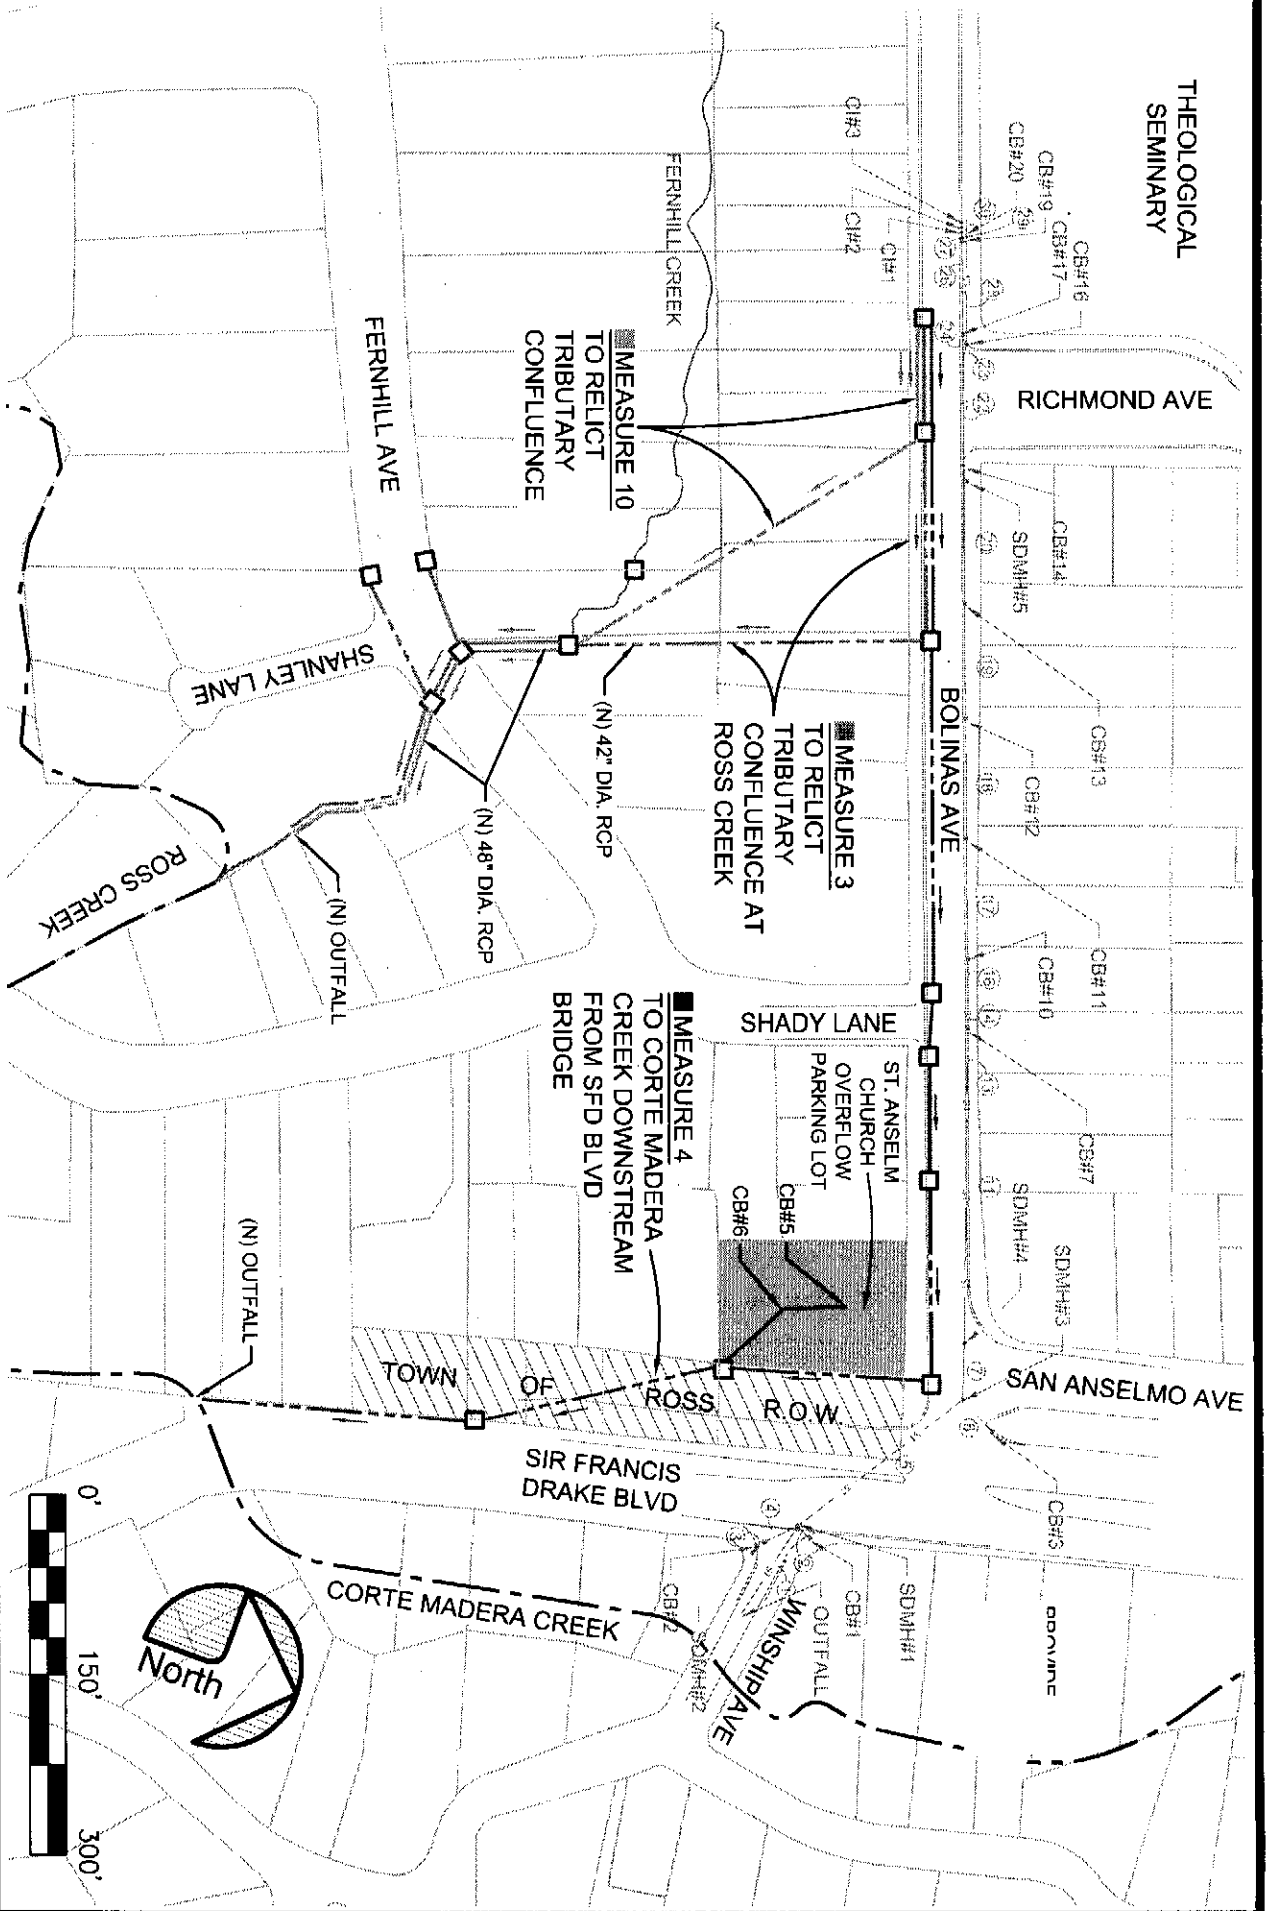 THEOLOGICAL
SEMINARY
CB#20
CB#19
CB#17
CB#16
CI#3
CI#2
CI#1
RICHMOND AVE
FERNHILL CREEK
MEASURE 10
TO RELICT
TRIBUTARY
CONFLUENCE
FERNHILL AVE
SDMH#5
CB#14
CB#13
CB#12
CB#11
CB#10
CB#7
BOLINAS AVE
SHANLEY LANE
(N) 42" DIA. RCP
MEASURE 3
TO RELICT
TRIBUTARY
CONFLUENCE AT
ROSS CREEK
(N) 48" DIA. RCP
ROSS CREEK
(N) OUTFALL
SHADY LANE
MEASURE 4
TO CORTE MADERA
CREEK DOWNSTREAM
FROM SFD BLVD
BRIDGE
ST. ANSELM
CHURCH
OVERFLOW
PARKING LOT
CB#5
CB#6
SDMH#4
SDMH#3
SAN ANSELMO AVE
(N) OUTFALL
TOWN OF ROSS R.O.W.
SIR FRANCIS
DRAKE BLVD
CB#3
SDMH#1
CB#1
OUTFALL
WINSHIP AVE
CB#2
SDMH#2
CORTE MADERA CREEK
North
0' 150' 300'